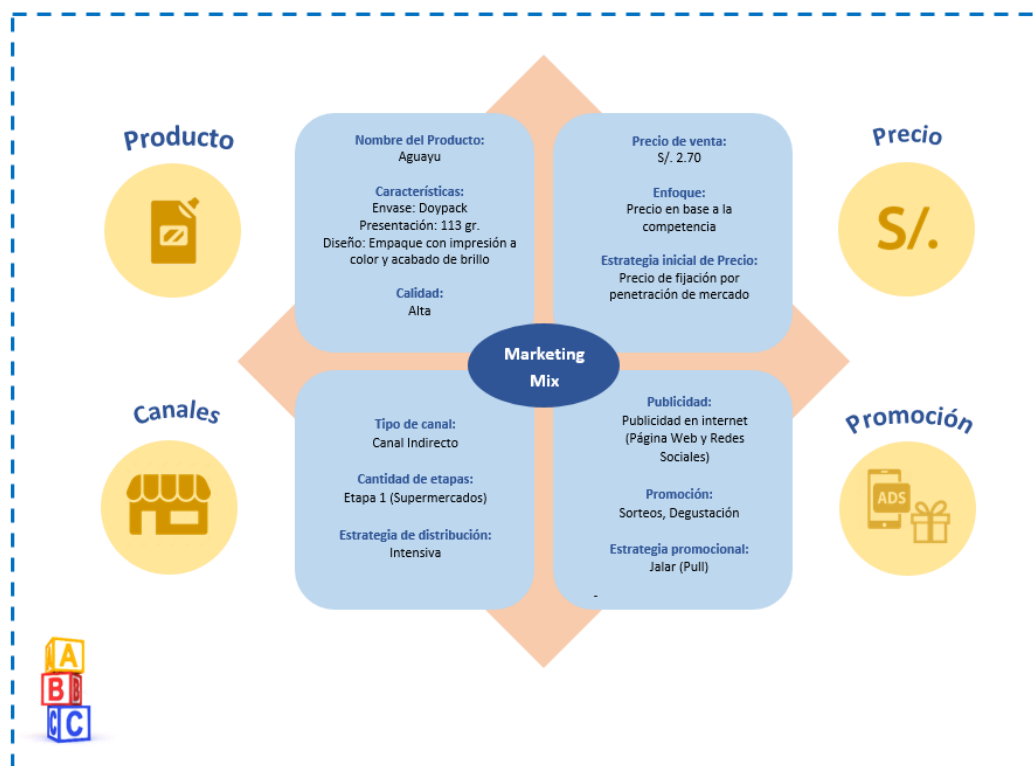 Producto
Nombre del Producto:
Aguayu
Características:
Envase: Doypack
Presentación: 113 gr.
Diseño: Empaque con impresión a
color y acabado de brillo
Calidad:
Alta
Precio de venta:
S/. 2.70
Enfoque:
Precio en base a la
competencia
Estrategia inicial de Precio:
Precio de fijación por
penetración de mercado
Precio
S/.
Marketing
Mix
Canales
Tipo de canal:
Canal Indirecto
Cantidad de etapas:
Etapa 1 (Supermercados)
Estrategia de distribución:
Intensiva
Publicidad:
Publicidad en internet
(Página Web y Redes
Sociales)
Promoción:
Sorteos, Degustación
Estrategia promocional:
Jalar (Pull)
-
Promoción
ADS
A
B B
C C